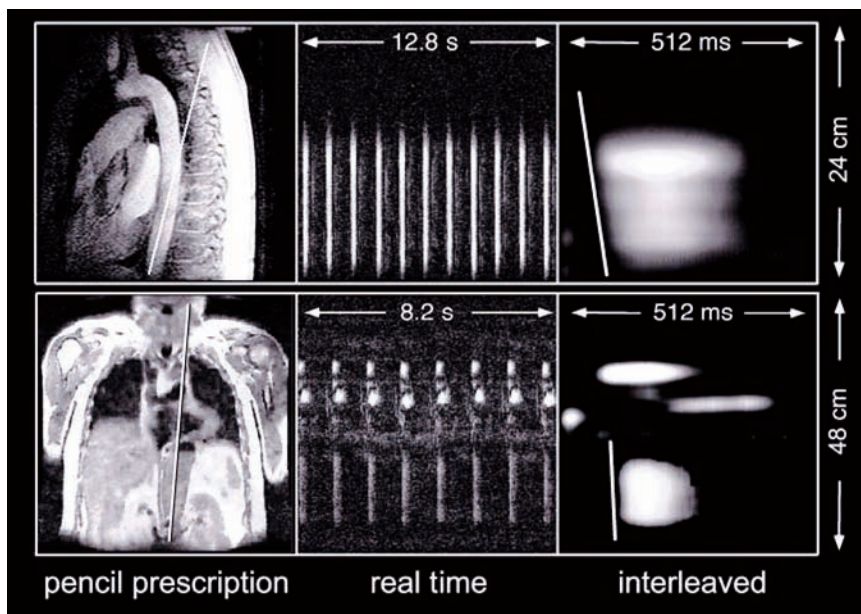 12.8 s
512 ms
24 cm
8.2 s
512 ms
48 cm
pencil prescription
real time
interleaved